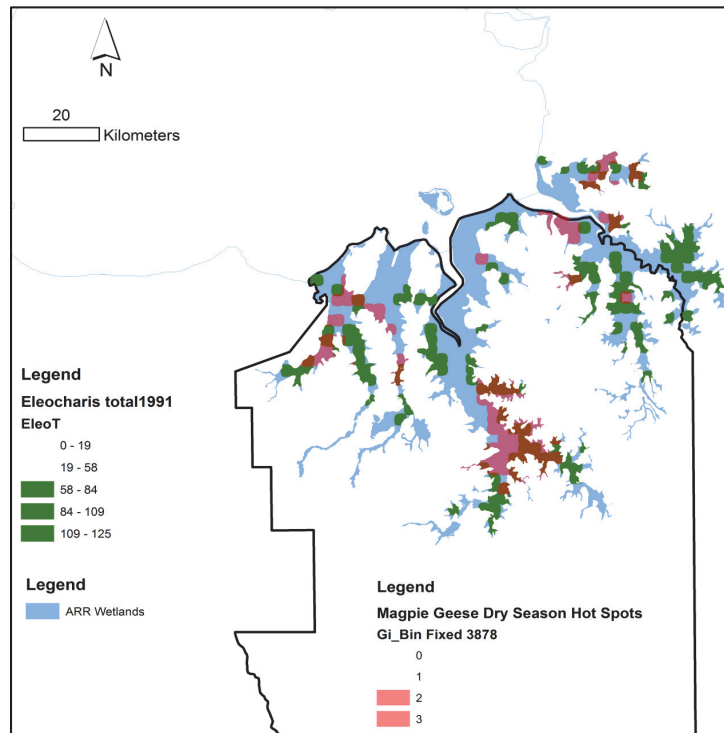 N
20
Kilometers
Legend
Eleocharis total1991
EleoT
0 - 19
19 - 58
58 - 84
84 - 109
109 - 125
Legend
ARR Wetlands
Legend
Magpie Geese Dry Season Hot Spots
Gi_Bin Fixed 3878
0
1
2
3